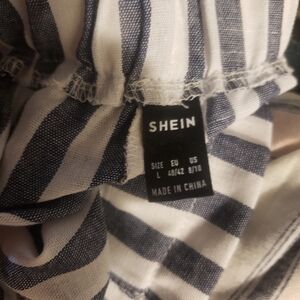 SHEIN
SIZE EU US
L 40/42 8/10
MADE IN CHINA